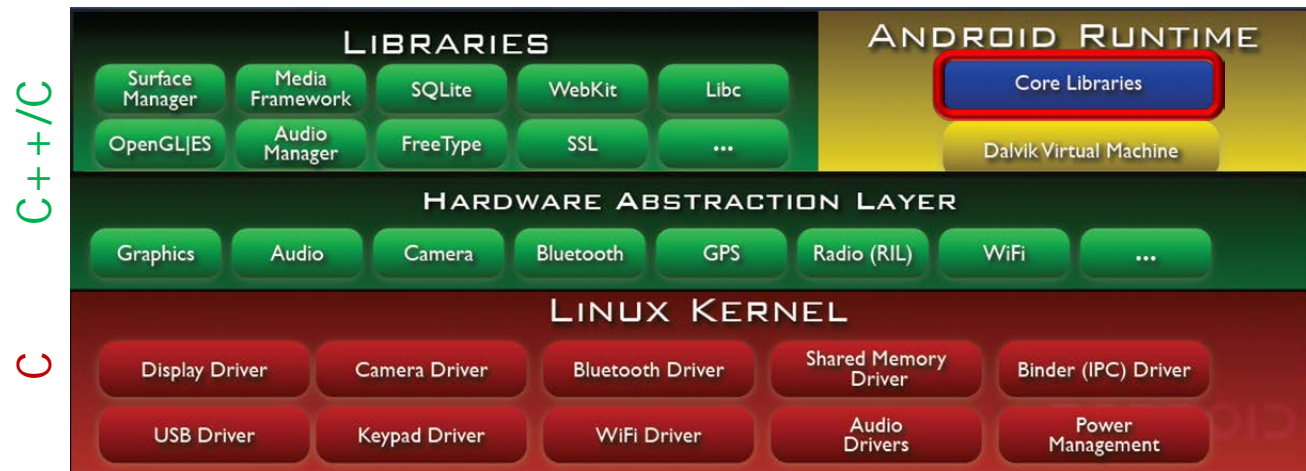 C++/C
C
LIBRARIES
Surface
Manager
Media
Framework
SQLite
WebKit
Libc
OpenGL|ES
Audio
Manager
FreeType
SSL
...
ANDROID RUNTIME
Core Libraries
Dalvik Virtual Machine
HARDWARE ABSTRACTION LAYER
Graphics
Audio
Camera
Bluetooth
GPS
Radio (RIL)
WiFi
...
LINUX KERNEL
Display Driver
Camera Driver
Bluetooth Driver
Shared Memory
Driver
Binder (IPC) Driver
USB Driver
Keypad Driver
WiFi Driver
Audio
Drivers
Power
Management